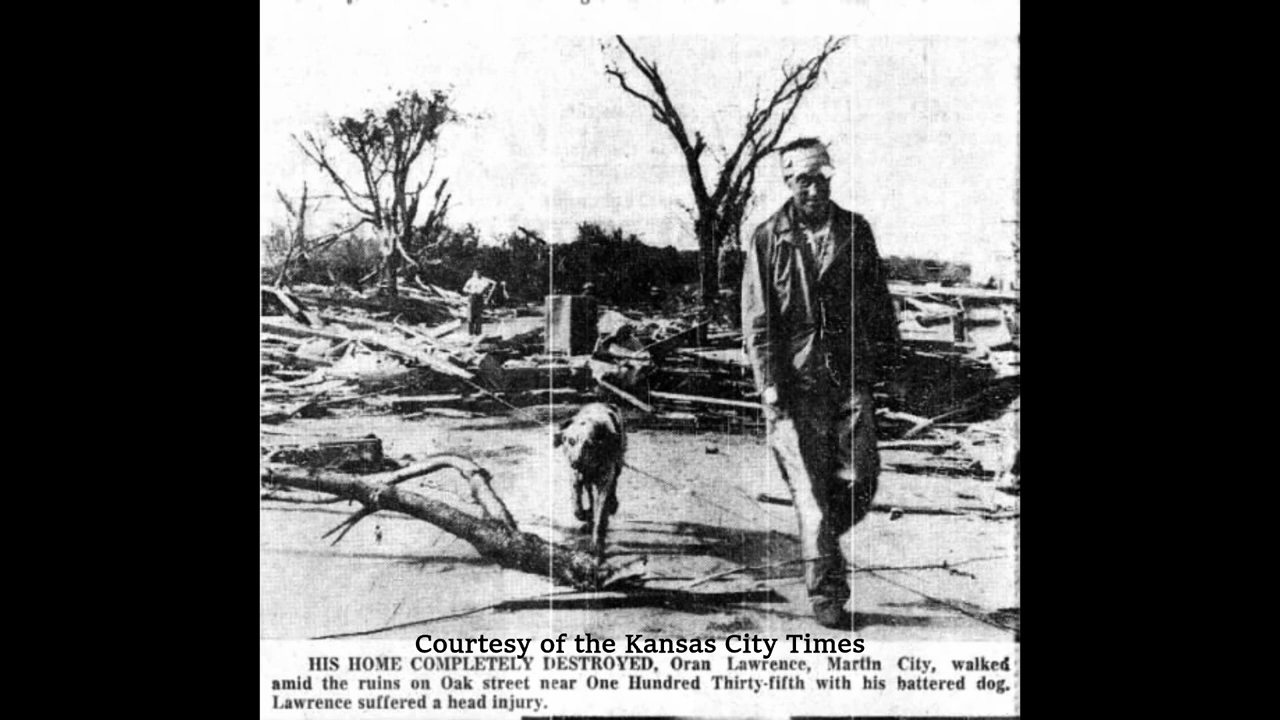 Courtesy of the Kansas City Times
HIS HOME COMPLETELY DESTROYED, Oran Lawrence, Martin City, walked
amid the ruins on Oak street near One Hundred Thirty-fifth with his battered dog.
Lawrence suffered a head injury.